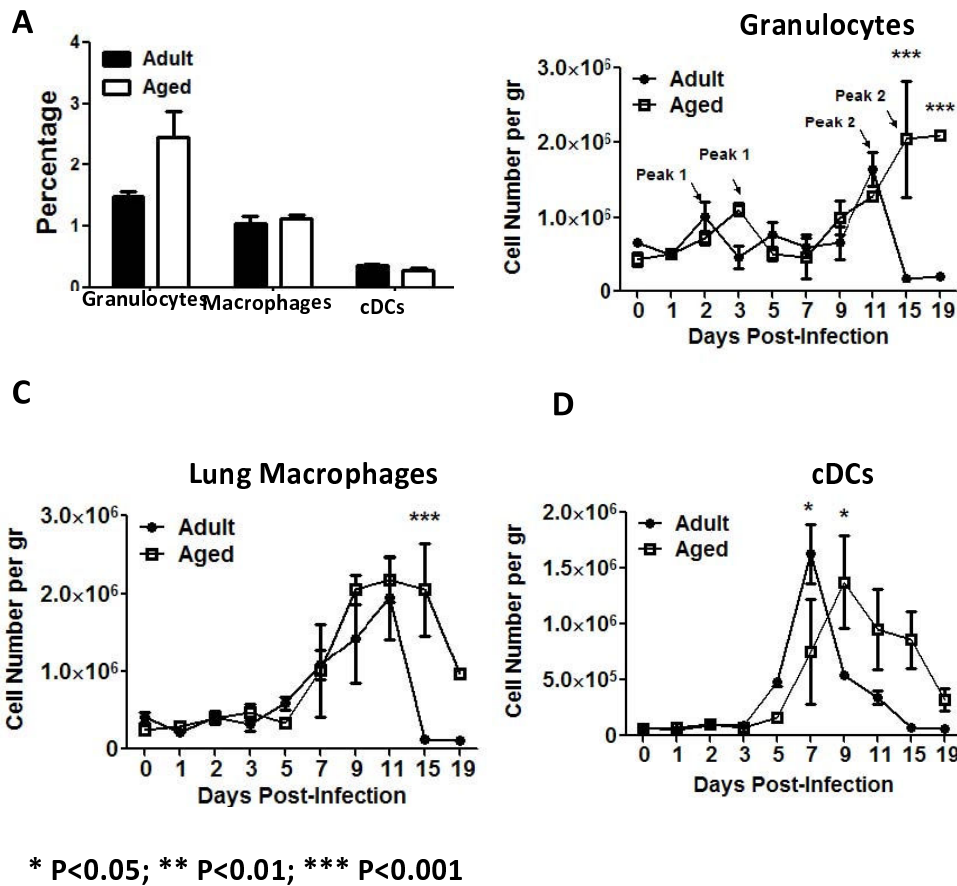 A
4
3
2
1
0
Percentage
Adult
Aged
Granulocytes
Macrophages
cDCs
Granulocytes
3.0×10⁶
2.0×10⁶
1.0×10⁶
0
Cell Number per gr
Adult
Aged
Peak 1
Peak 1
Peak 2
Peak 2
***
***
0 1 2 3 5 7 9 11 15 19
Days Post-Infection
C
Lung Macrophages
3.0×10⁶
2.0×10⁶
1.0×10⁶
0
Cell Number per gr
Adult
Aged
***
0 1 2 3 5 7 9 11 15 19
Days Post-Infection
D
cDCs
2.0×10⁶
1.5×10⁶
1.0×10⁶
5.0×10⁵
0
Cell Number per gr
Adult
Aged
*
*
0 1 2 3 5 7 9 11 15 19
Days Post-Infection
* P<0.05; ** P<0.01; *** P<0.001